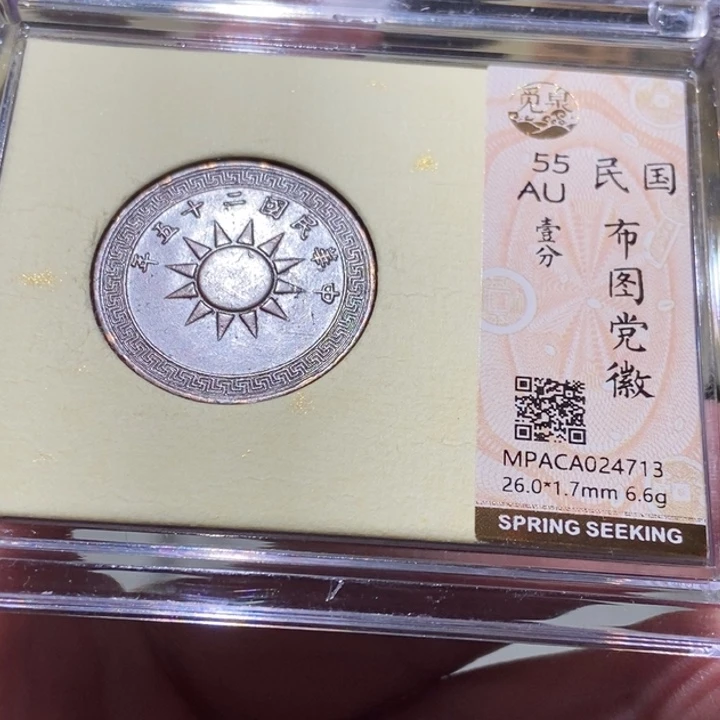 中華民國二十五年
觅泉
55
AU
壹分
民国
布图党徽
MPACA024713
26.0*1.7mm 6.6g
SPRING SEEKING